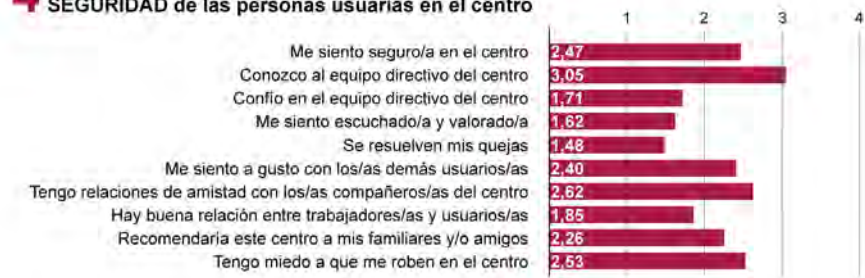 SEGURIDAD de las personas usuarias en el centro
1 2 3 4
Me siento seguro/a en el centro 2,47
Conozco al equipo directivo del centro 3,05
Confío en el equipo directivo del centro 1,71
Me siento escuchado/a y valorado/a 1,62
Se resuelven mis quejas 1,48
Me siento a gusto con los/as demás usuarios/as 2,40
Tengo relaciones de amistad con los/as compañeros/as del centro 2,62
Hay buena relación entre trabajadores/as y usuarios/as 1,85
Recomendaría este centro a mis familiares y/o amigos 2,26
Tengo miedo a que me roben en el centro 2,53